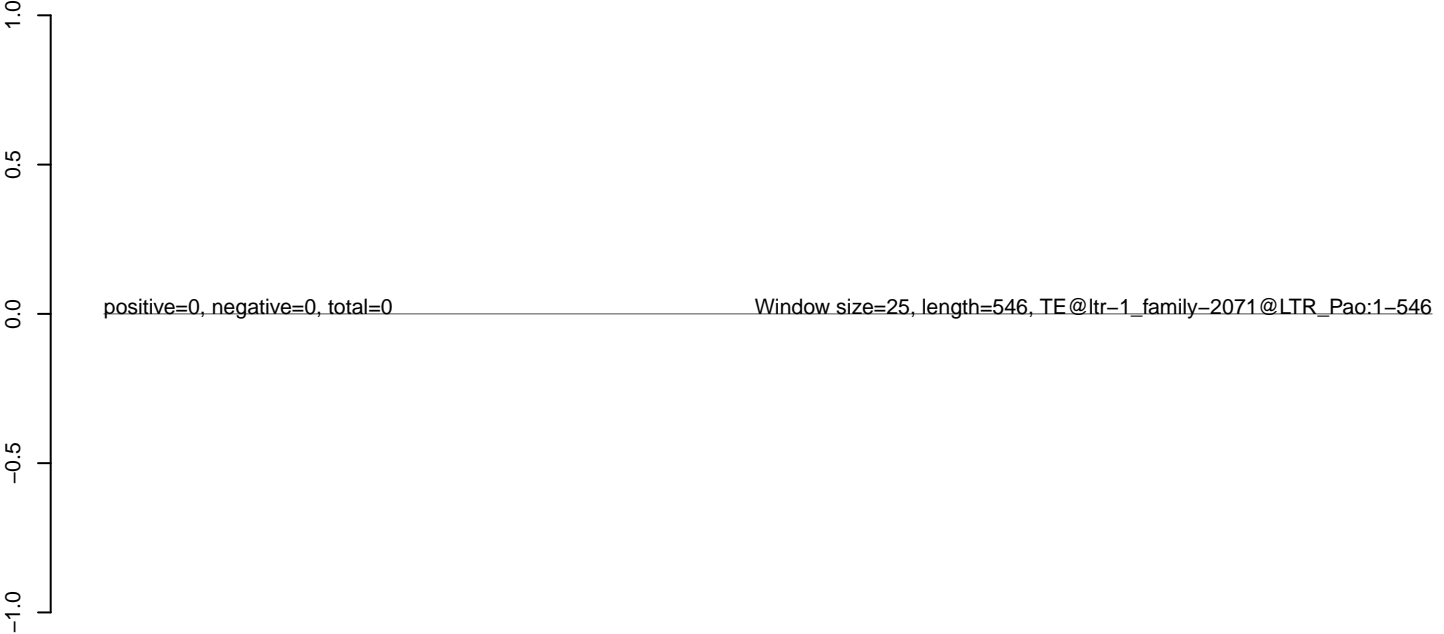 1.0
0.5
0.0
−0.5
−1.0
positive=0, negative=0, total=0
Window size=25, length=546, TE@ltr−1_family−2071@LTR_Pao:1−546